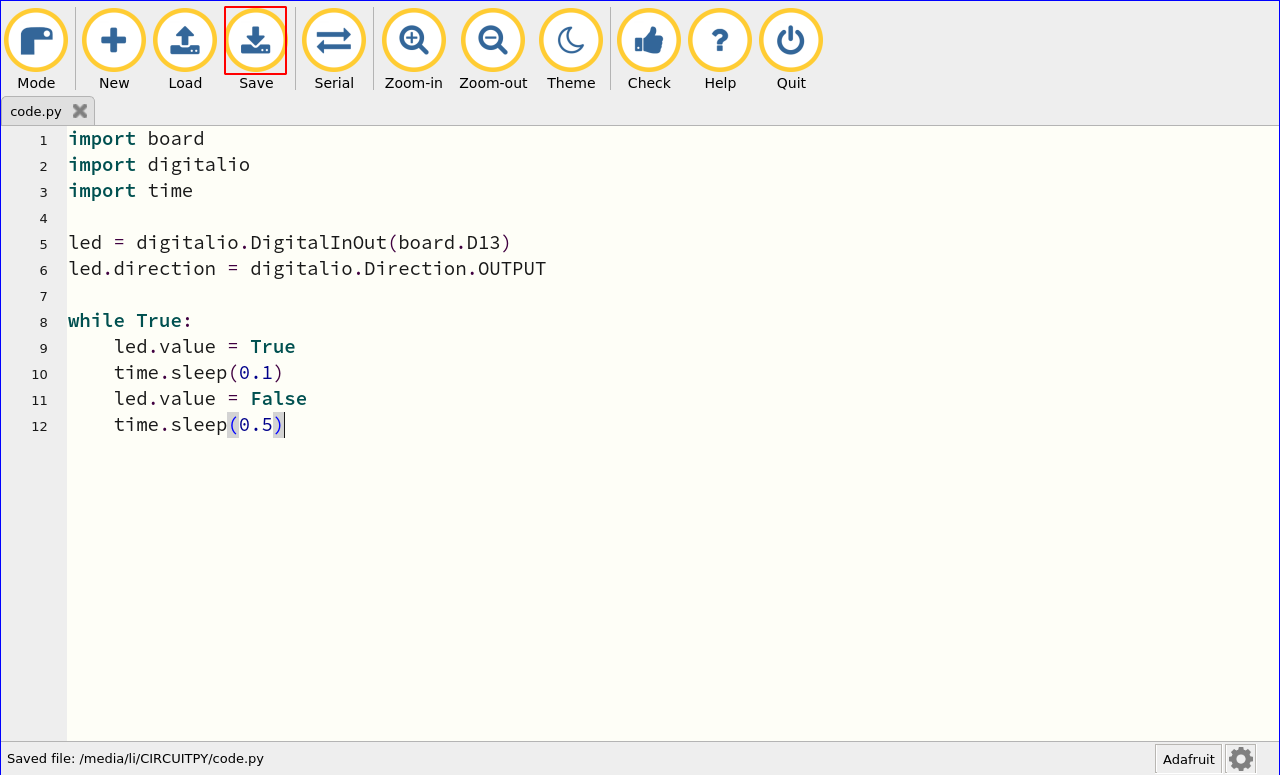 Mode New Load Save Serial Zoom-in Zoom-out Theme Check Help Quit
code.py
1 import board
2 import digitalio
3 import time
4
5 led = digitalio.DigitalInOut(board.D13)
6 led.direction = digitalio.Direction.OUTPUT
7
8 while True:
9     led.value = True
10     time.sleep(0.1)
11     led.value = False
12     time.sleep(0.5)
Saved file: /media/li/CIRCUITPY/code.py Adafruit